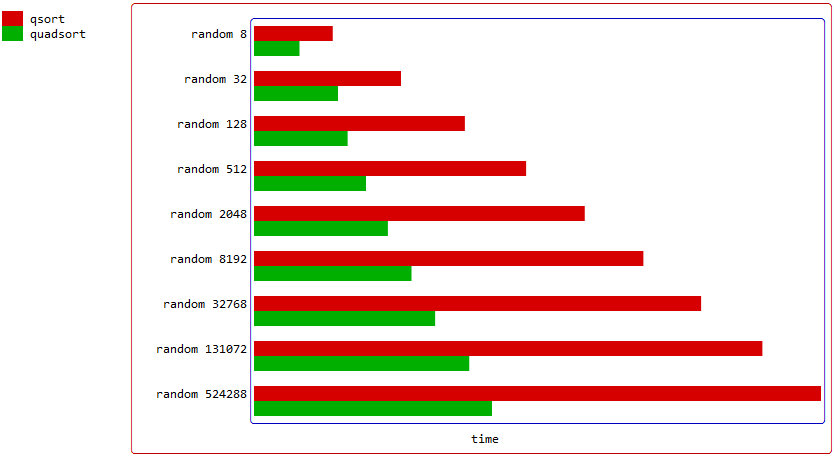 qsort
quadsort
random 8
random 32
random 128
random 512
random 2048
random 8192
random 32768
random 131072
random 524288
time